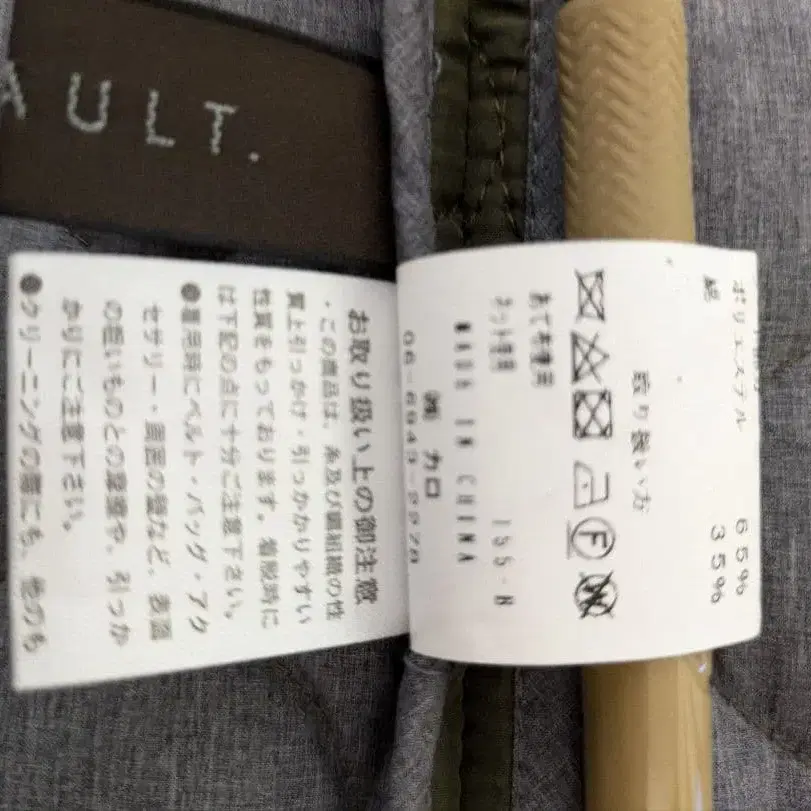 AULT.
ポリエステル 65%
綿 35%
取り扱い方
F W
あて布使用
ネット使用
155-N
MADE IN CHINA
㈱ カロ
お取り扱い上の御注意
・この商品は、糸及び織組織の性
質上引っかけ・引っかかりやすい
性質をもっております。着脱時に
は下記の点に十分ご注意下さい。
●着用時にベルト・バッグ・アク
セサリー・周囲の壁など、表面
の粗いものとの摩擦や、引っか
かりにご注意下さい。
●クリーニングの際にも、他のも